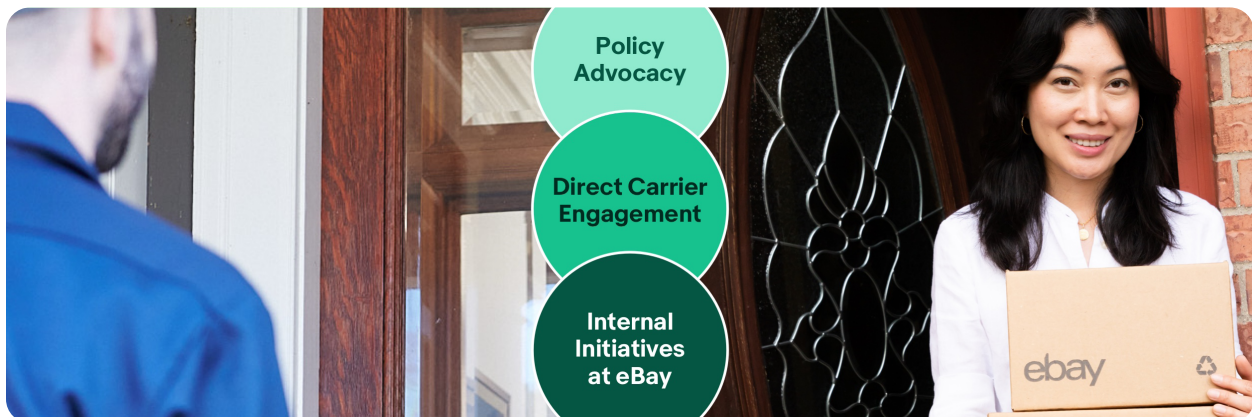 Policy
Advocacy
Direct Carrier
Engagement
Internal
Initiatives
at eBay
ebay